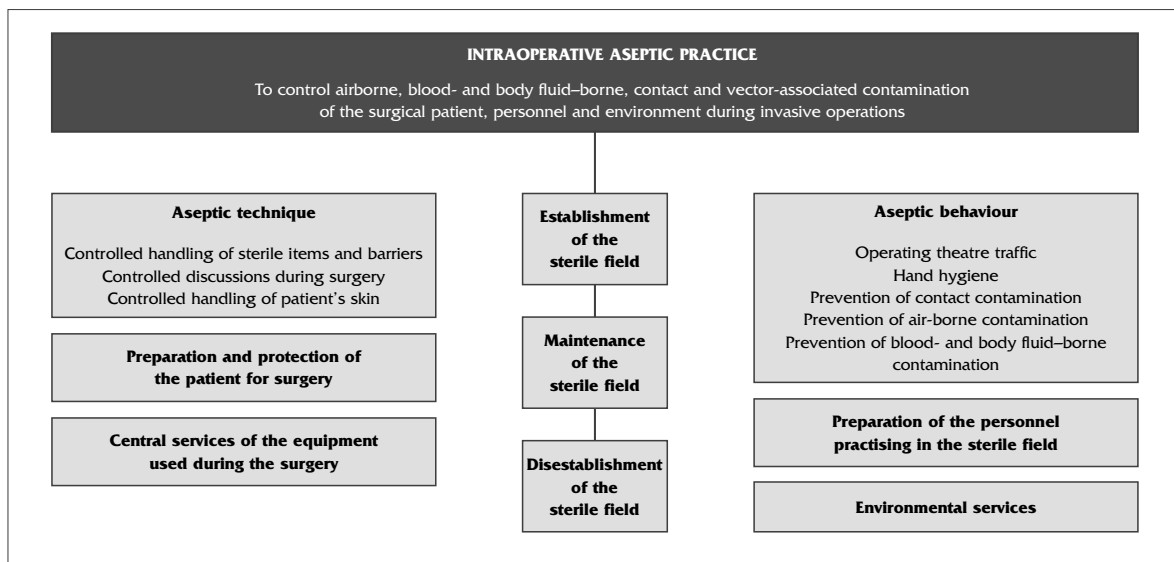 INTRAOPERATIVE ASEPTIC PRACTICE
To control airborne, blood- and body fluid–borne, contact and vector-associated contamination
of the surgical patient, personnel and environment during invasive operations
Aseptic technique
Controlled handling of sterile items and barriers
Controlled discussions during surgery
Controlled handling of patient's skin
Preparation and protection of
the patient for surgery
Central services of the equipment
used during the surgery
Establishment
of the
sterile field
Maintenance
of the
sterile field
Disestablishment
of the
sterile field
Aseptic behaviour
Operating theatre traffic
Hand hygiene
Prevention of contact contamination
Prevention of air-borne contamination
Prevention of blood- and body fluid–borne
contamination
Preparation of the personnel
practising in the sterile field
Environmental services